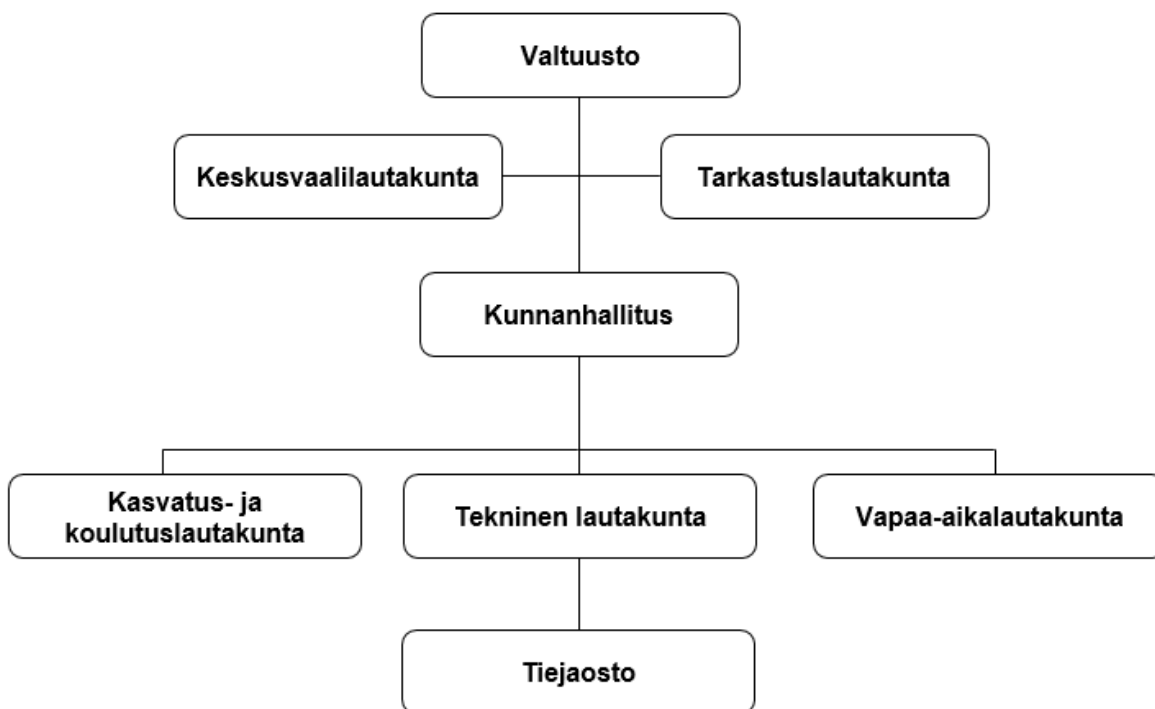 Valtuusto
Keskusvaalilautakunta
Tarkastuslautakunta
Kunnanhallitus
Kasvatus- ja
koulutuslautakunta
Tekninen lautakunta
Vapaa-aikalautakunta
Tiejaosto